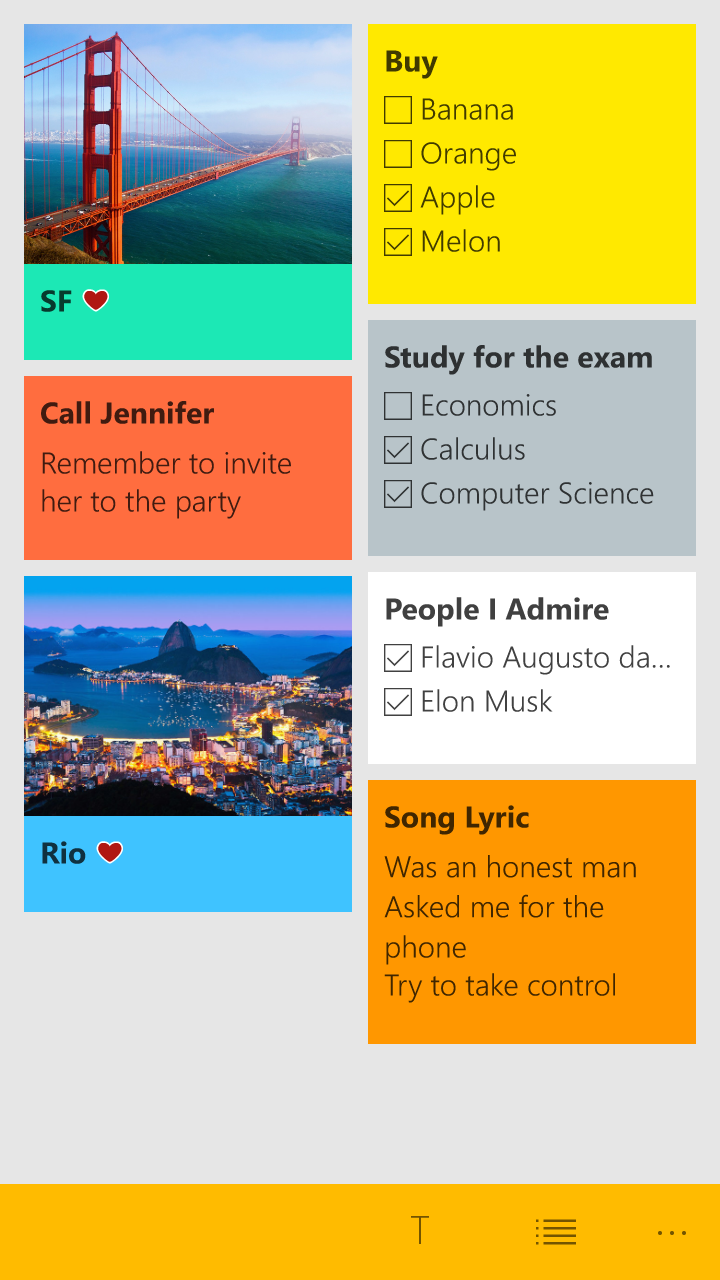 SF ❤
Call Jennifer
Remember to invite
her to the party
Rio ❤
Buy
Banana
Orange
Apple
Melon
Study for the exam
Economics
Calculus
Computer Science
People I Admire
Flavio Augusto da...
Elon Musk
Song Lyric
Was an honest man
Asked me for the
phone
Try to take control
T